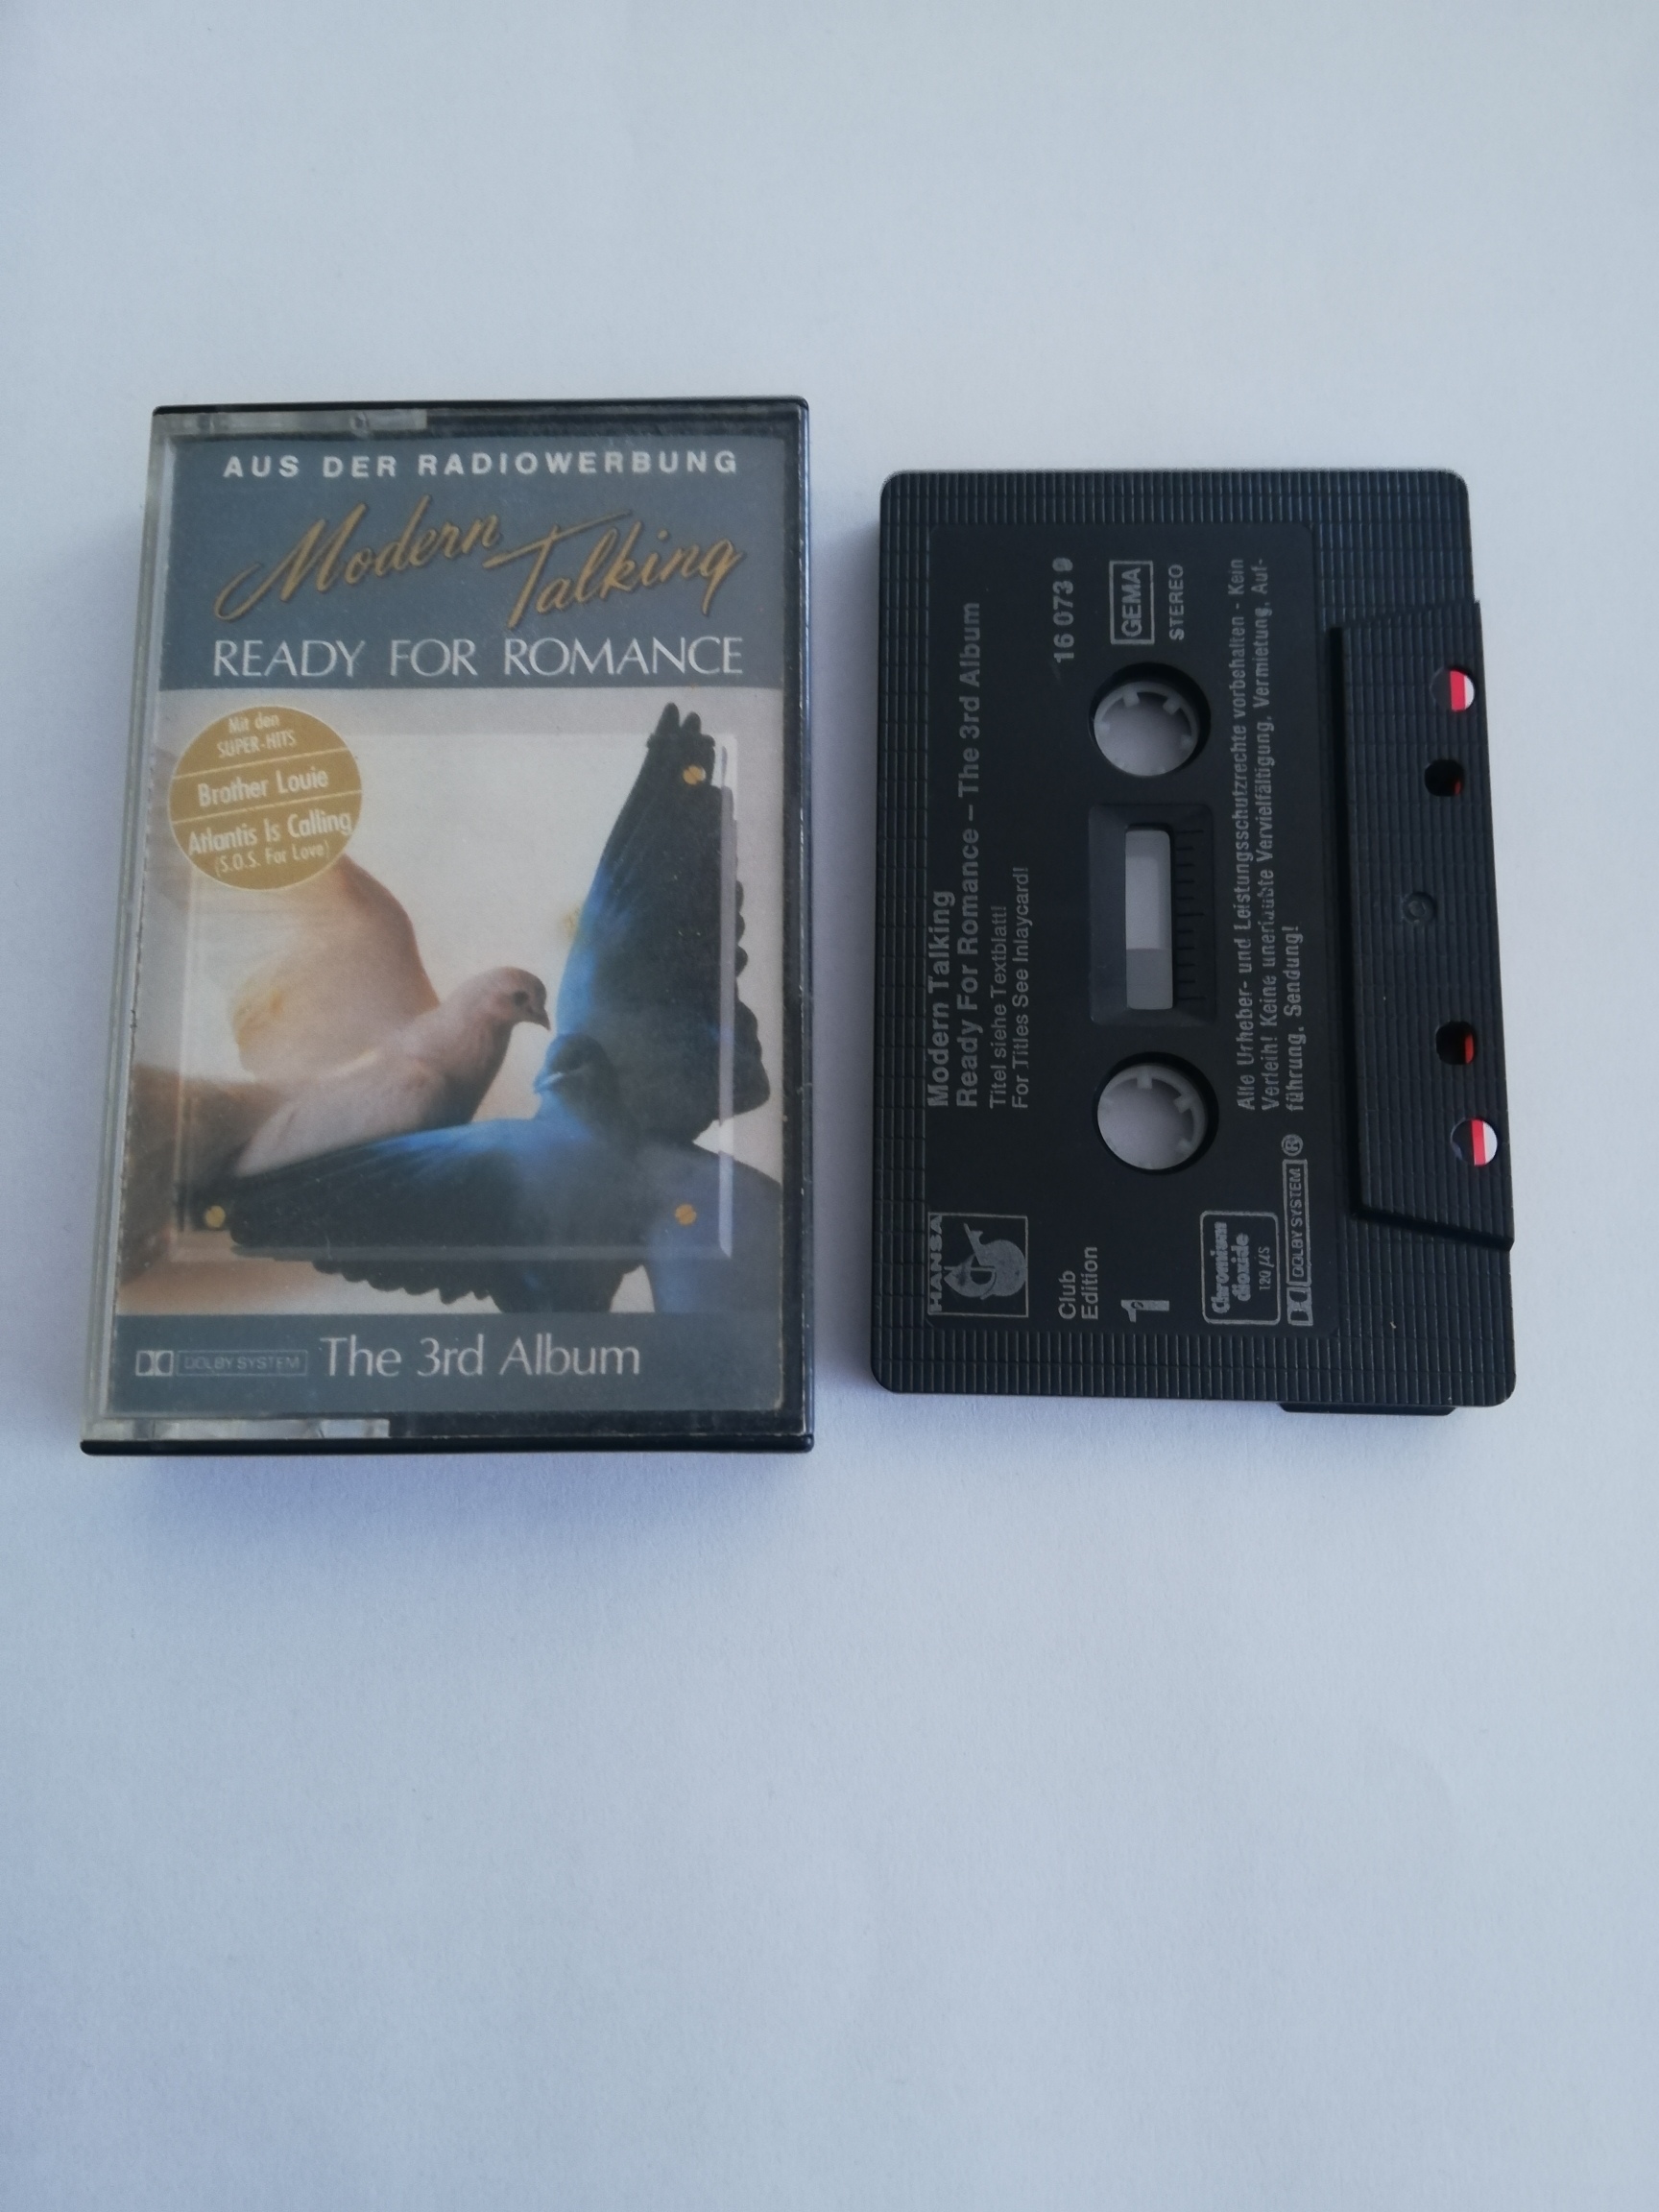 AUS DER RADIOWERBUNG
Modern Talking
READY FOR ROMANCE
Mit den
SUPER-HITS
Brother Louie
Atlantis Is Calling
(S.O.S. For Love)
DOLBY SYSTEM
The 3rd Album
HANSA
Modern Talking
Ready For Romance – The 3rd Album
Titel siehe Textblatt!
For Titles See Inlaycard!
Club
Edition
16 073 9
1
GEMA
STEREO
Chromium
dioxide
120 µs
DOLBY SYSTEM ®
Alle Urheber- und Leistungsschutzrechte vorbehalten - Kein
Verleih! Keine unerlaubte Vervielfältigung, Vermietung, Auf-
führung, Sendung!